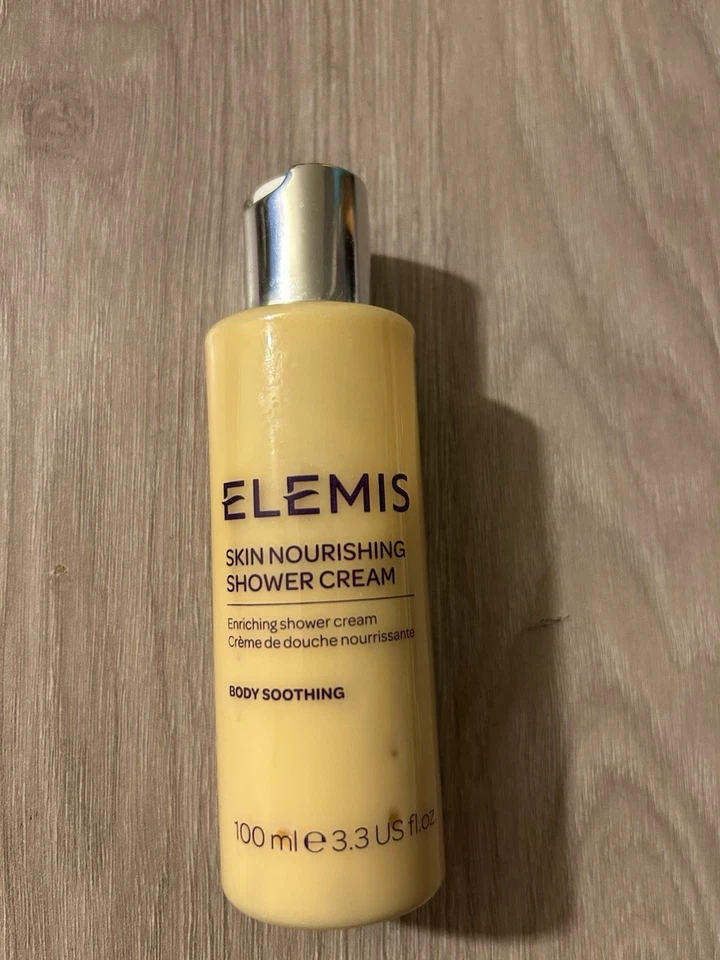 ELEMIS
SKIN NOURISHING
SHOWER CREAM
Enriching shower cream
Crème de douche nourrissante
BODY SOOTHING
100 ml e 3.3 US fl.oz